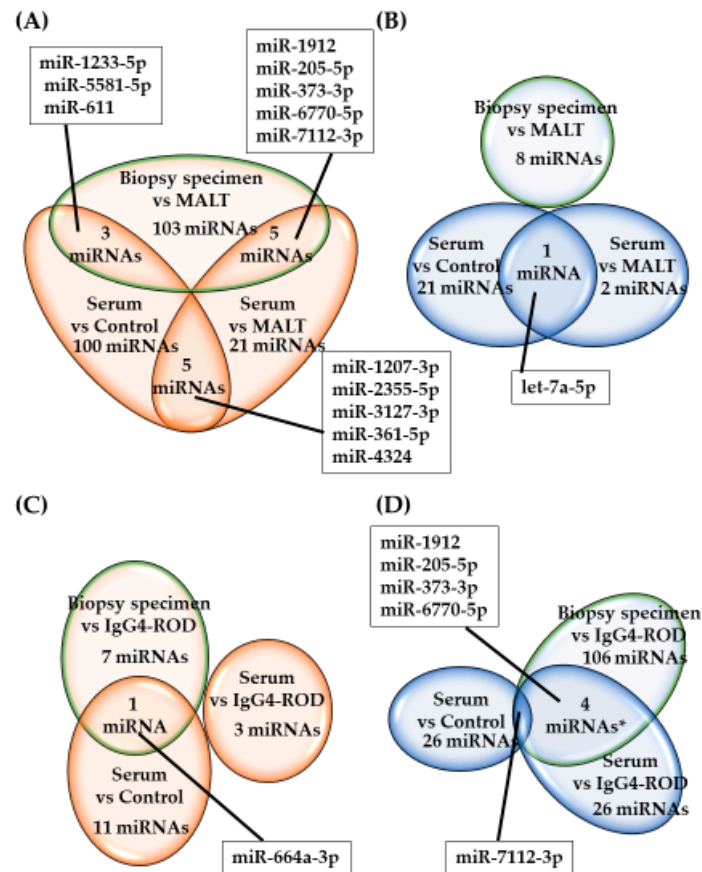 (A)
miR-1233-5p
miR-5581-5p
miR-611
miR-1912
miR-205-5p
miR-373-3p
miR-6770-5p
miR-7112-3p
Biopsy specimen
vs MALT
103 miRNAs
3
miRNAs
5
miRNAs
Serum
vs Control
100 miRNAs
Serum
vs MALT
21 miRNAs
5
miRNAs
miR-1207-3p
miR-2355-5p
miR-3127-3p
miR-361-5p
miR-4324
(B)
Biopsy specimen
vs MALT
8 miRNAs
Serum
vs Control
21 miRNAs
1
miRNA
Serum
vs MALT
2 miRNAs
let-7a-5p
(C)
Biopsy specimen
vs IgG4-ROD
7 miRNAs
1
miRNA
Serum
vs IgG4-ROD
3 miRNAs
Serum
vs Control
11 miRNAs
miR-664a-3p
(D)
miR-1912
miR-205-5p
miR-373-3p
miR-6770-5p
Biopsy specimen
vs IgG4-ROD
106 miRNAs
4
miRNAs*
Serum
vs Control
26 miRNAs
Serum
vs IgG4-ROD
26 miRNAs
miR-7112-3p